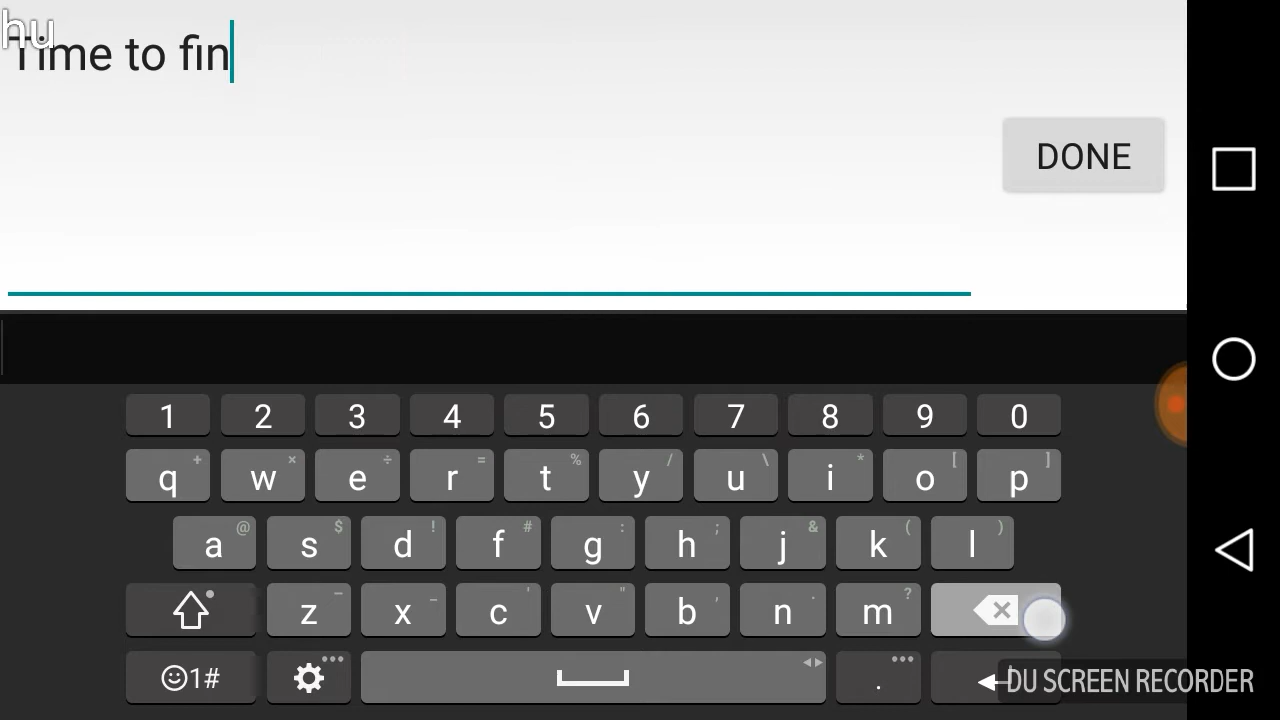 hu
Time to fin
DONE
1 2 3 4 5 6 7 8 9 0
q + w × e ÷ r = t % y / u \ i * o [ p ]
a @ s $ d ! f # g : h ; j & k ( l )
z – x _ c ' v " b , n . m ?
☺1# ... .
DU SCREEN RECORDER